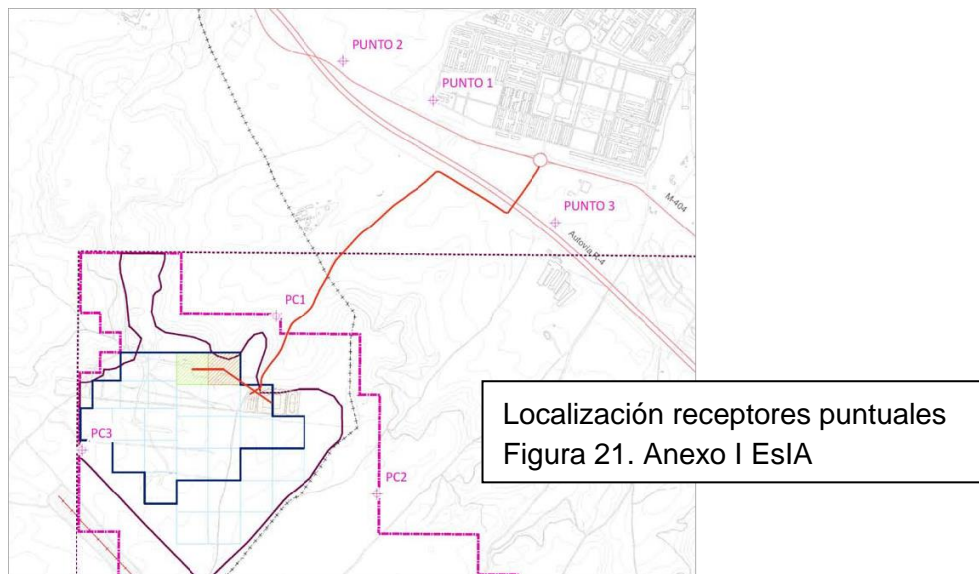 PUNTO 2
PUNTO 1
PUNTO 3
M-404
Autovía R-4
PC1
PC3
PC2
Localización receptores puntuales
Figura 21. Anexo I EsIA